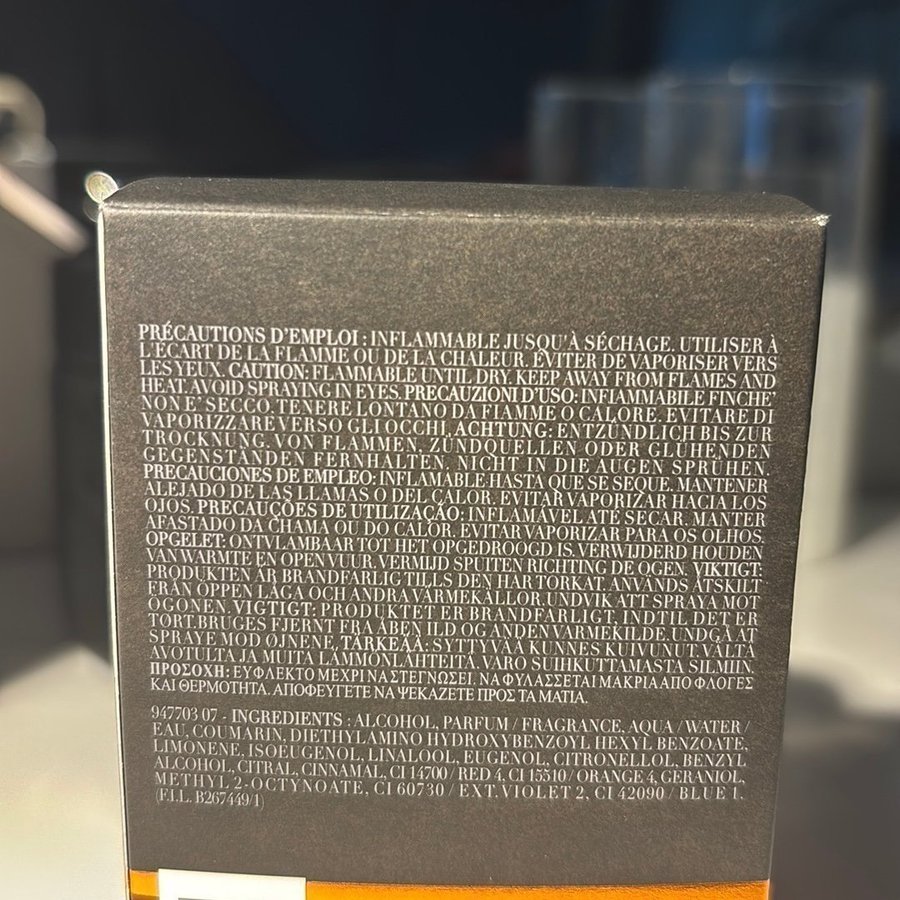 PRÉCAUTIONS D'EMPLOI : INFLAMMABLE JUSQU'À SÉCHAGE. UTILISER À
L'ÉCART DE LA FLAMME OU DE LA CHALEUR. ÉVITER DE VAPORISER VERS
LES YEUX. CAUTION: FLAMMABLE UNTIL DRY. KEEP AWAY FROM FLAMES AND
HEAT. AVOID SPRAYING IN EYES. PRECAUZIONI D'USO: INFIAMMABILE FINCHE'
NON E' SECCO. TENERE LONTANO DA FIAMME O CALORE. EVITARE DI
VAPORIZZARE VERSO GLI OCCHI. ACHTUNG: ENTZÜNDLICH BIS ZUR
TROCKNUNG. VON FLAMMEN, ZÜNDQUELLEN ODER GLÜHENDEN
GEGENSTÄNDEN FERNHALTEN. NICHT IN DIE AUGEN SPRÜHEN.
PRECAUCIONES DE EMPLEO: INFLAMABLE HASTA QUE SE SEQUE. MANTENER
ALEJADO DE LAS LLAMAS O DEL CALOR. EVITAR VAPORIZAR HACIA LOS
OJOS. PRECAUÇÕES DE UTILIZAÇÃO: INFLAMÁVEL ATÉ SECAR. MANTER
AFASTADO DA CHAMA OU DO CALOR. EVITAR VAPORIZAR PARA OS OLHOS.
OPGELET: ONTVLAMBAAR TOT HET OPGEDROOGD IS. VERWIJDERD HOUDEN
VAN WARMTE EN OPEN VUUR. VERMIJD SPUITEN RICHTING DE OGEN. VIKTIGT:
PRODUKTEN ÄR BRANDFARLIG TILLS DEN HAR TORKAT. ANVÄNDS ÅTSKILT
FRÅN ÖPPEN LÅGA OCH ANDRA VÄRMEKÄLLOR. UNDVIK ATT SPRAYA MOT
ÖGONEN. VIGTIGT: PRODUKTET ER BRANDFARLIGT, INDTIL DET ER
TØRT. BRUGES FJERNT FRA ÅBEN ILD OG ANDEN VARMEKILDE. UNDGÅ AT
SPRAYE MOD ØJNENE. TÄRKEÄÄ: SYTTYVÄÄ KUNNES KUIVUNUT. VÄLTÄ
AVOTULTA JA MUITA LÄMMÖNLÄHTEITÄ. VARO SUIHKUTTAMASTA SILMIIN.
ΠΡΟΣΟΧΗ: ΕΥΦΛΕΚΤΟ ΜΕΧΡΙ ΝΑ ΣΤΕΓΝΩΣΕΙ. ΝΑ ΦΥΛΑΣΣΕΤΑΙ ΜΑΚΡΙΑ ΑΠΟ ΦΛΟΓΕΣ
ΚΑΙ ΘΕΡΜΟΤΗΤΑ. ΑΠΟΦΕΥΓΕΤΕ ΝΑ ΨΕΚΑΖΕΤΕ ΠΡΟΣ ΤΑ ΜΑΤΙΑ.
947703 07 - INGREDIENTS : ALCOHOL, PARFUM / FRAGRANCE, AQUA / WATER /
EAU, COUMARIN, DIETHYLAMINO HYDROXYBENZOYL HEXYL BENZOATE,
LIMONENE, ISOEUGENOL, LINALOOL, EUGENOL, CITRONELLOL, BENZYL
ALCOHOL, CITRAL, CINNAMAL, CI 14700 / RED 4, CI 15510 / ORANGE 4, GERANIOL,
METHYL 2-OCTYNOATE, CI 60730 / EXT. VIOLET 2, CI 42090 / BLUE 1.
(F.I.L. B267449/1)